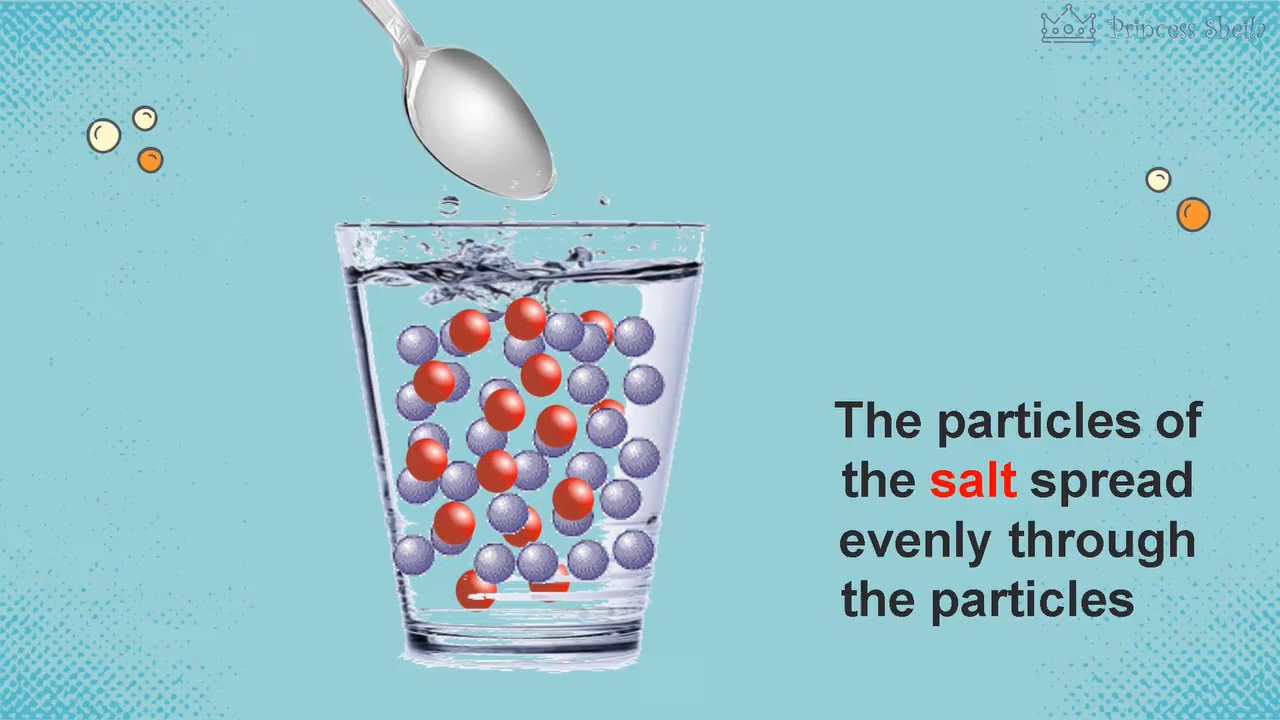 Princess Sheila
The particles of
the salt spread
evenly through
the particles